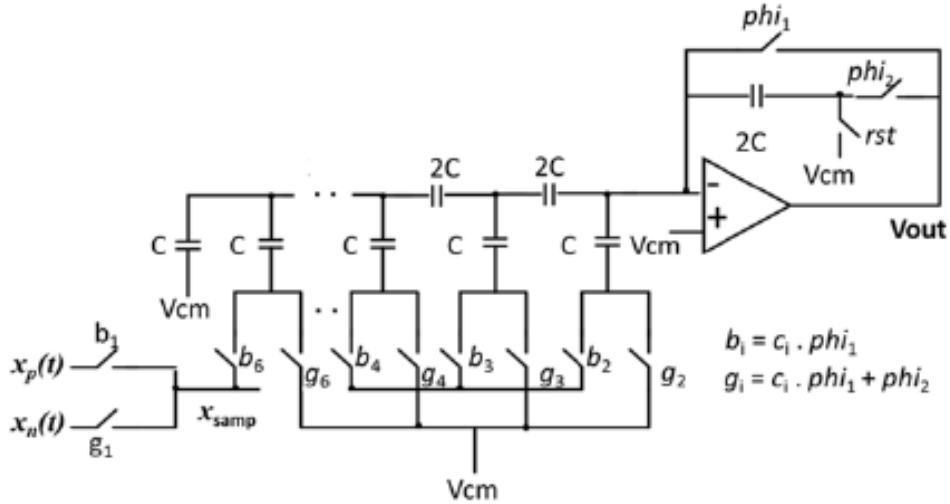 phi₁
phi₂
2C
rst
Vcm
2C
2C
. .
C
C
C
C
C
Vcm
-
+
Vcm
Vout
. .
b₁
xₚ(t)
xₙ(t)
g₁
b₆
g₆
b₄
g₄
b₃
g₃
b₂
g₂
x_samp
Vcm
bᵢ = cᵢ . phi₁
gᵢ = cᵢ . phi₁ + phi₂